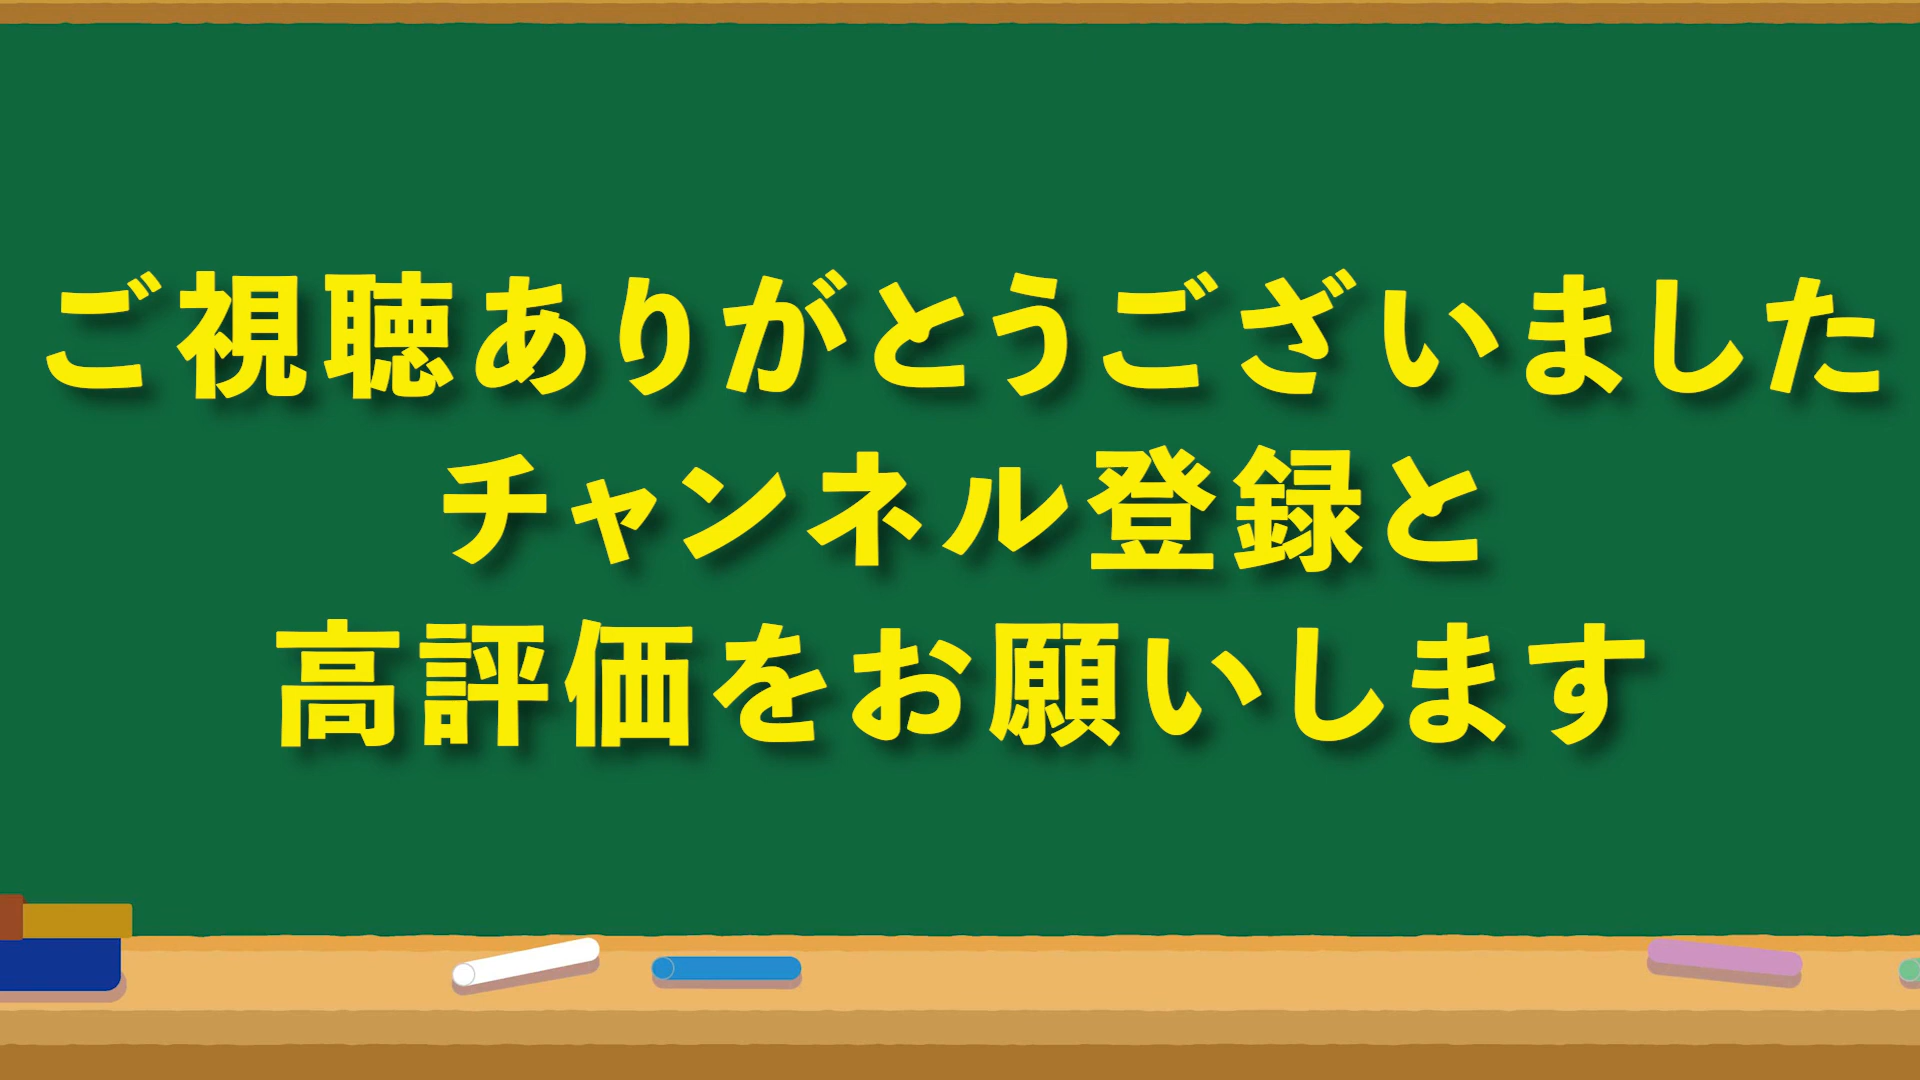 ご視聴ありがとうございました
チャンネル登録と
高評価をお願いします